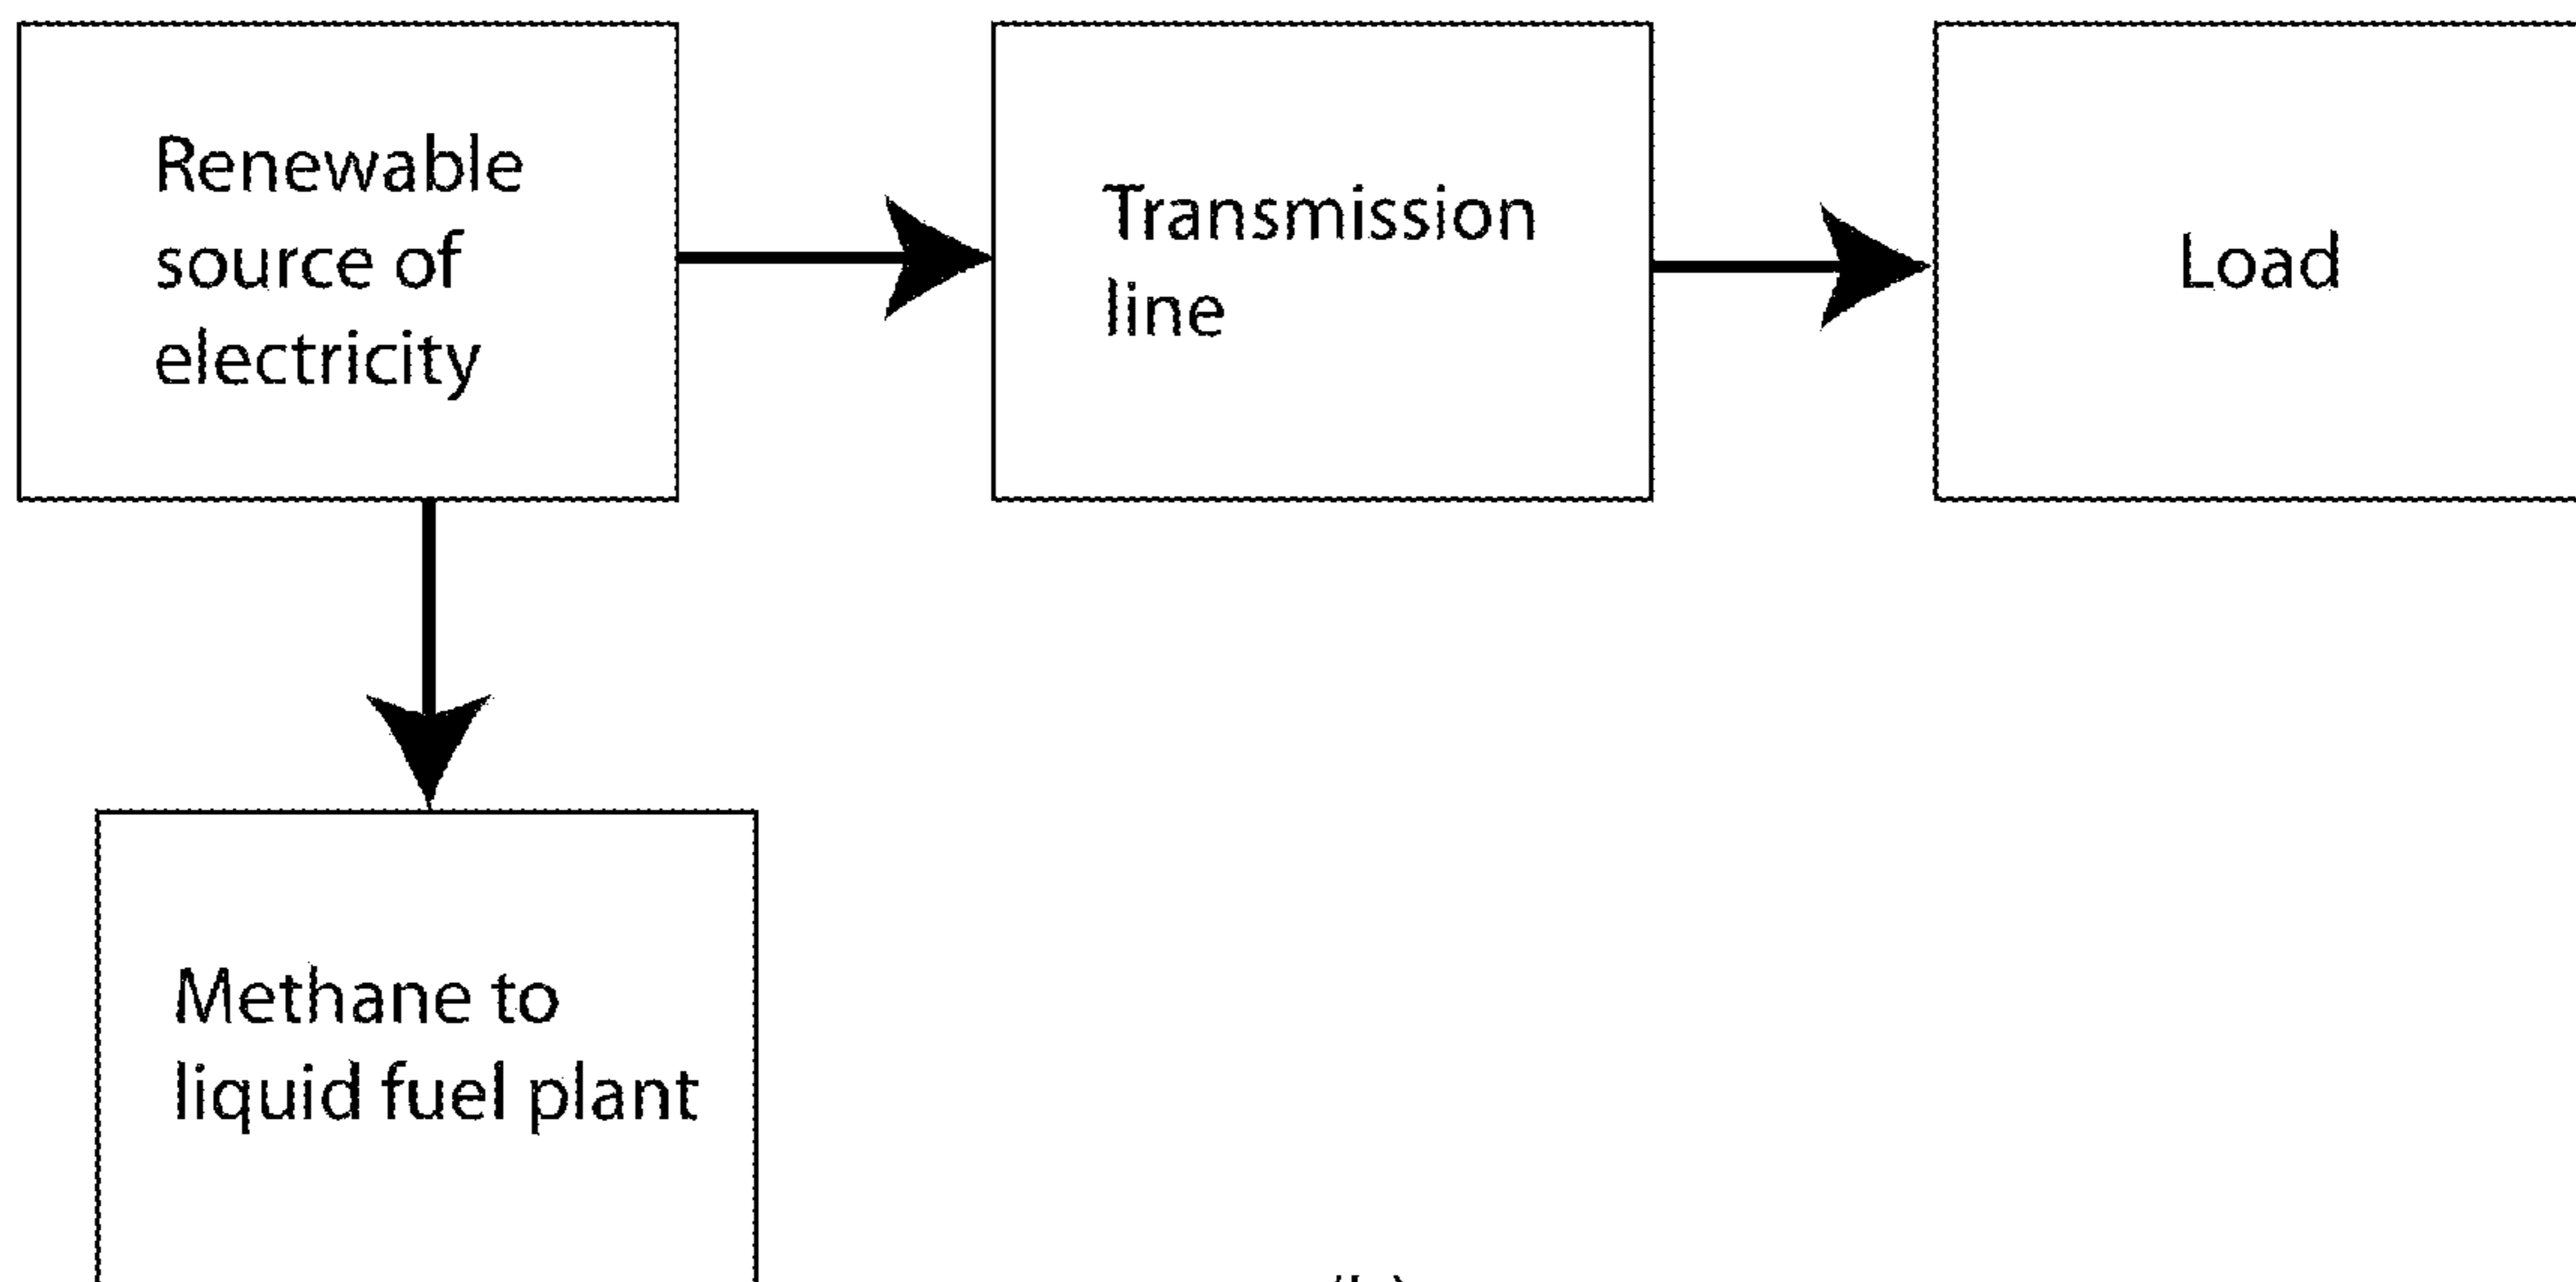 Renewable
source of
electricity
Transmission
line
Load
Methane to
liquid fuel plant